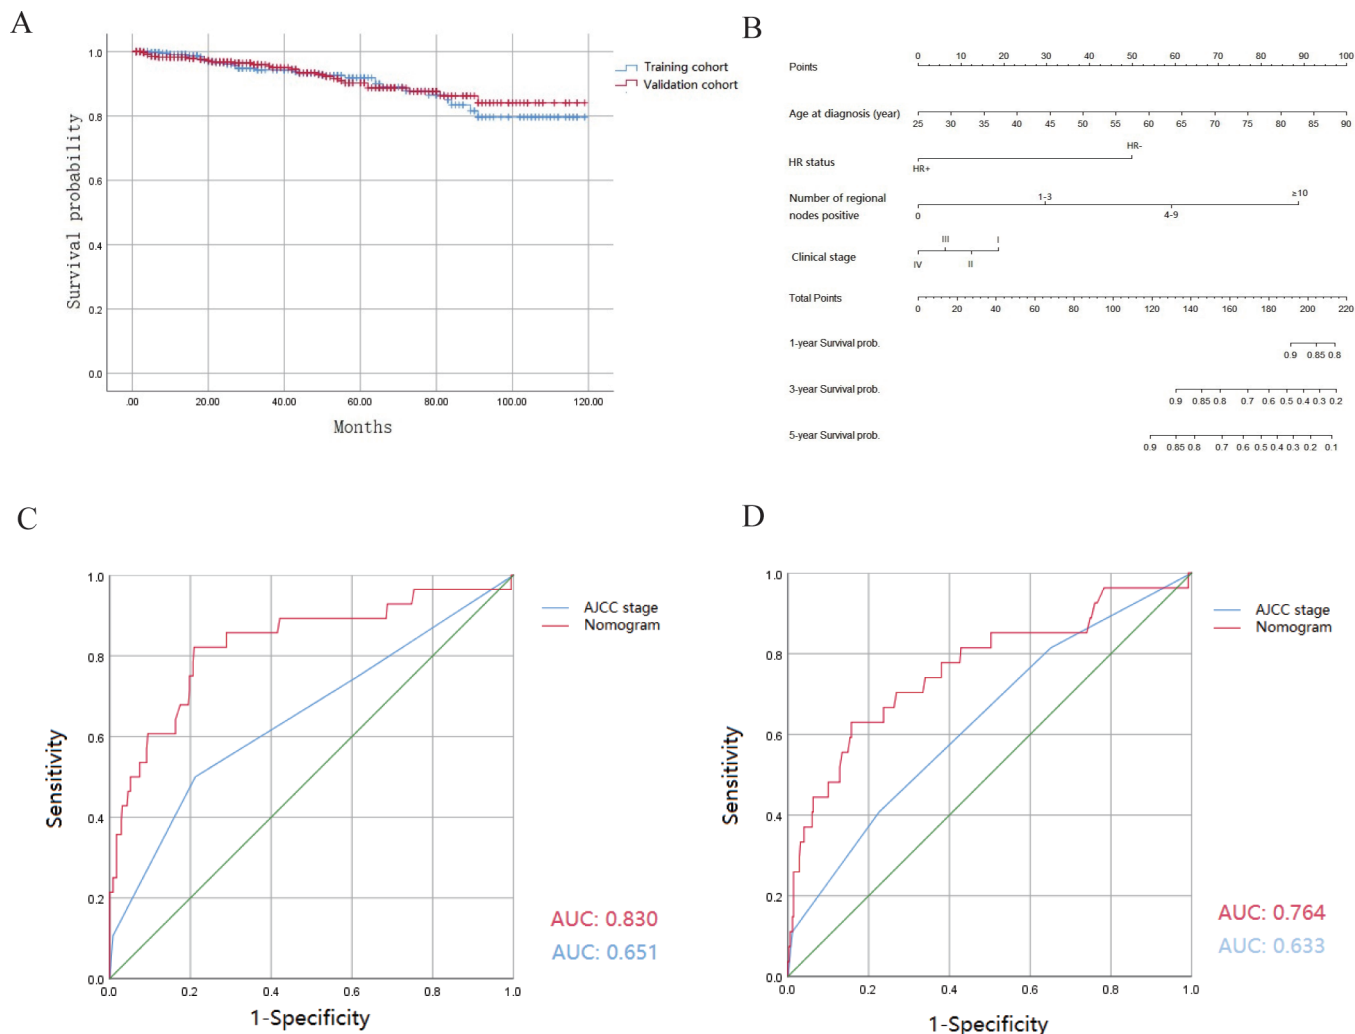 A
1.0
0.8
0.6
0.4
0.2
0.0
Survival probability
.00 20.00 40.00 60.00 80.00 100.00 120.00
Months
Training cohort
Validation cohort
B
Points
0 10 20 30 40 50 60 70 80 90 100
Age at diagnosis (year)
25 30 35 40 45 50 55 60 65 70 75 80 85 90
HR status
HR-
HR+
Number of regional
nodes positive
1-3 ≥10
0 4-9
Clinical stage
III I
IV II
Total Points
0 20 40 60 80 100 120 140 160 180 200 220
1-year Survival prob.
0.9 0.85 0.8
3-year Survival prob.
0.9 0.85 0.8 0.7 0.6 0.5 0.4 0.3 0.2
5-year Survival prob.
0.9 0.85 0.8 0.7 0.6 0.5 0.4 0.3 0.2 0.1
C
1.0
0.8
0.6
0.4
0.2
0.0
Sensitivity
0.0 0.2 0.4 0.6 0.8 1.0
1-Specificity
AJCC stage
Nomogram
AUC: 0.830
AUC: 0.651
D
1.0
0.8
0.6
0.4
0.2
0.0
Sensitivity
0.0 0.2 0.4 0.6 0.8 1.0
1-Specificity
AJCC stage
Nomogram
AUC: 0.764
AUC: 0.633